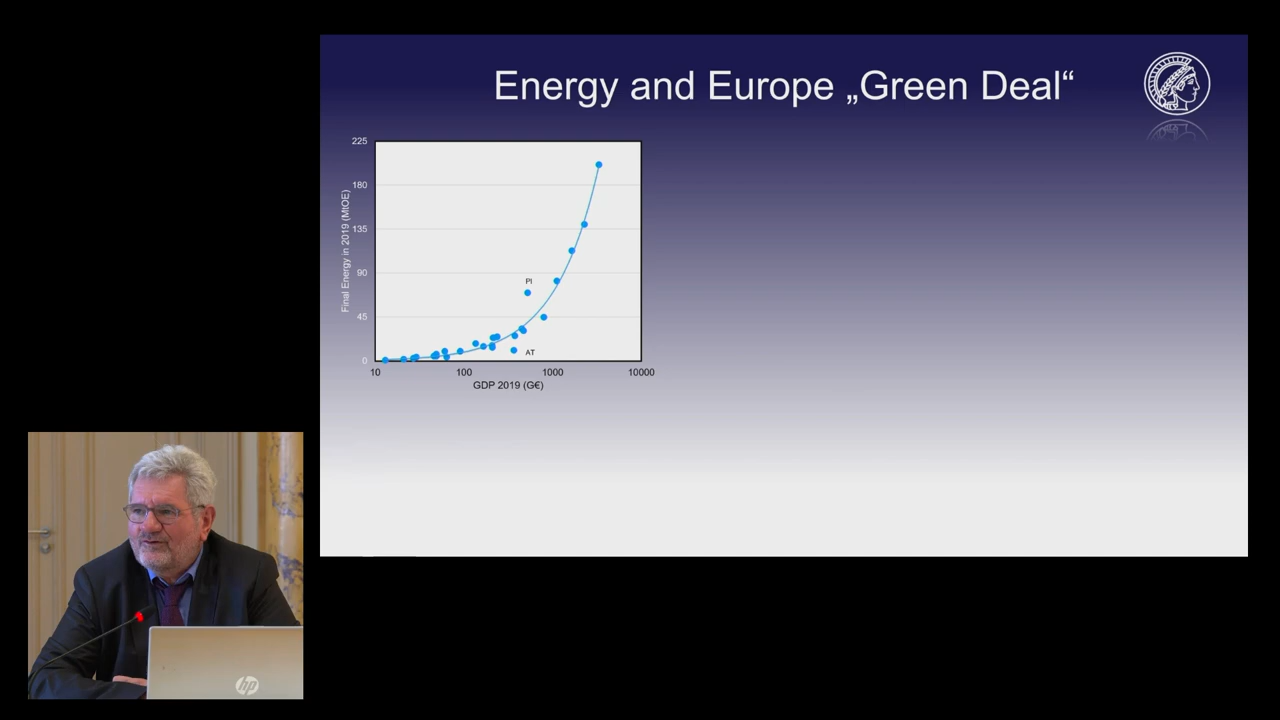 Energy and Europe „Green Deal“
225
180
135
90
45
0
Final Energy in 2019 (MtOE)
PI
AT
10
100
1000
10000
GDP 2019 (G€)
hp